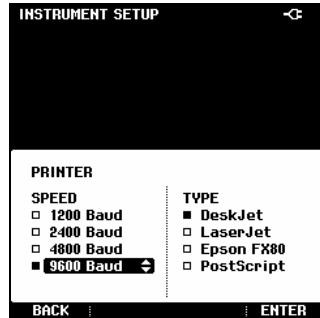 INSTRUMENT SETUP
PRINTER
SPEED
1200 Baud
2400 Baud
4800 Baud
9600 Baud
TYPE
DeskJet
LaserJet
Epson FX80
PostScript
BACK
ENTER